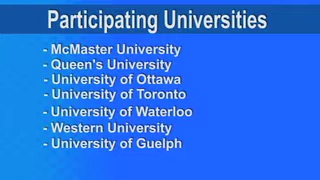 Participating Universities
- McMaster University
- Queen's University
- University of Ottawa
- University of Toronto
- University of Waterloo
- Western University
- University of Guelph